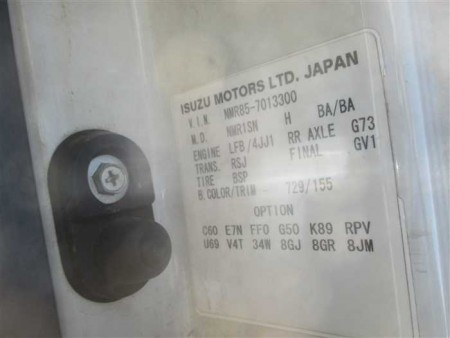 ISUZU MOTORS LTD. JAPAN
V.I.N. NMR85-7013300
M.D. NMR1SN H BA/BA
ENGINE LFB/4JJ1 RR AXLE G73
TRANS. RSJ FINAL GV1
TIRE BSP
B.COLOR/TRIM - 729/155
OPTION
C60 E7N FF0 G50 K89 RPV
U69 V4T 34W 8GJ 8GR 8JM